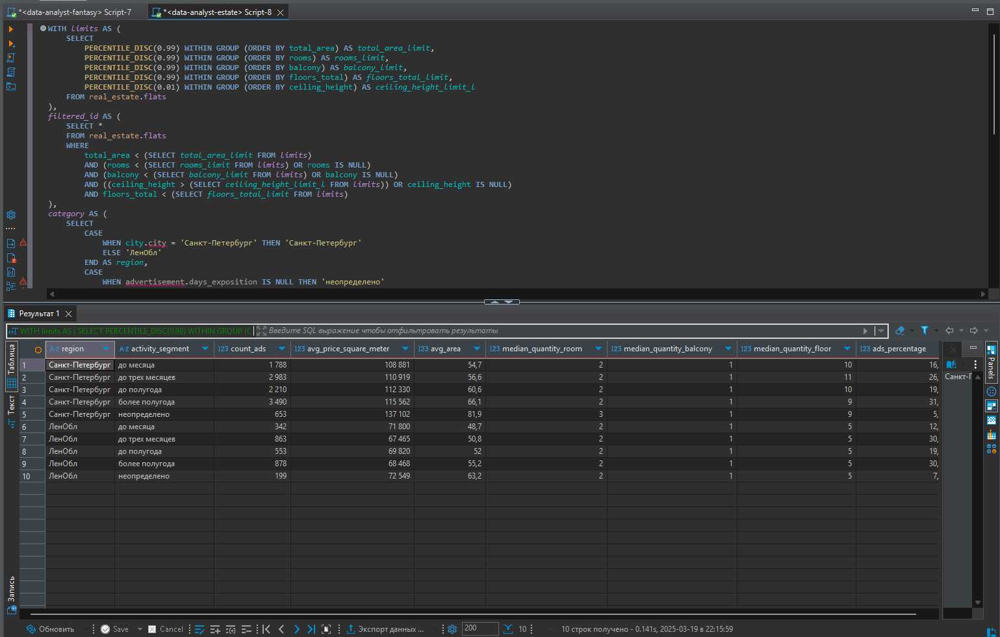 *<data-analyst-fantasy> Script-7
*<data-analyst-estate> Script-8
WITH limits AS (
SELECT
PERCENTILE_DISC(0.99) WITHIN GROUP (ORDER BY total_area) AS total_area_limit,
PERCENTILE_DISC(0.99) WITHIN GROUP (ORDER BY rooms) AS rooms_limit,
PERCENTILE_DISC(0.99) WITHIN GROUP (ORDER BY balcony) AS balcony_limit,
PERCENTILE_DISC(0.99) WITHIN GROUP (ORDER BY floors_total) AS floors_total_limit,
PERCENTILE_DISC(0.01) WITHIN GROUP (ORDER BY ceiling_height) AS ceiling_height_limit_l
FROM real_estate.flats
),
filtered_id AS (
SELECT *
FROM real_estate.flats
WHERE
total_area < (SELECT total_area_limit FROM limits)
AND (rooms < (SELECT rooms_limit FROM limits) OR rooms IS NULL)
AND (balcony < (SELECT balcony_limit FROM limits) OR balcony IS NULL)
AND ((ceiling_height > (SELECT ceiling_height_limit_l FROM limits)) OR ceiling_height IS NULL)
AND floors_total < (SELECT floors_total_limit FROM limits)
),
category AS (
SELECT
CASE
WHEN city.city = 'Санкт-Петербург' THEN 'Санкт-Петербург'
ELSE 'ЛенОбл'
END AS region,
CASE
WHEN advertisement.days_exposition IS NULL THEN 'неопределено'
Результат 1
WITH limits AS ( SELECT PERCENTILE_DISC(0.99) WITHIN GROUP (C Введите SQL выражение чтобы отфильтровать результаты
Таблица
Текст
Запись
Panels
A-Z region A-Z activity_segment 123 count_ads 123 avg_price_square_meter 123 avg_area 123 median_quantity_room 123 median_quantity_balcony 123 median_quantity_floor 123 ads_percentage
1 Санкт-Петербург до месяца 1 788 108 881 54,7 2 1 10 16,
2 Санкт-Петербург до трех месяцев 2 983 110 919 56,6 2 1 11 26,
3 Санкт-Петербург до полугода 2 210 112 330 60,6 2 1 10 19,
4 Санкт-Петербург более полугода 3 490 115 562 66,1 2 1 9 31,
5 Санкт-Петербург неопределено 653 137 102 81,9 3 1 9 5,
6 ЛенОбл до месяца 342 71 800 48,7 2 1 5 12,
7 ЛенОбл до трех месяцев 863 67 465 50,8 2 1 5 30,
8 ЛенОбл до полугода 553 69 820 52 2 1 5 19,
9 ЛенОбл более полугода 878 68 468 55,2 2 1 5 30,
10 ЛенОбл неопределено 199 72 549 63,2 2 1 5 7,
Санкт-Г
Обновить Save Cancel Экспорт данных ... 200 10 10 строк получено - 0.141s, 2025-03-19 в 22:15:59